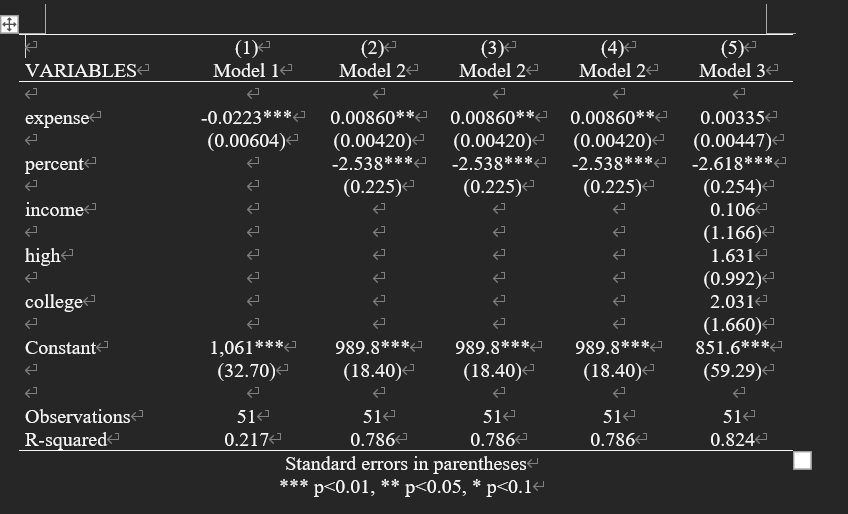 (1) (2) (3) (4) (5)
VARIABLES Model 1 Model 2 Model 2 Model 2 Model 3
expense -0.0223*** 0.00860** 0.00860** 0.00860** 0.00335
(0.00604) (0.00420) (0.00420) (0.00420) (0.00447)
percent -2.538*** -2.538*** -2.538*** -2.618***
(0.225) (0.225) (0.225) (0.254)
income 0.106
(1.166)
high 1.631
(0.992)
college 2.031
(1.660)
Constant 1,061*** 989.8*** 989.8*** 989.8*** 851.6***
(32.70) (18.40) (18.40) (18.40) (59.29)
Observations 51 51 51 51 51
R-squared 0.217 0.786 0.786 0.786 0.824
Standard errors in parentheses
*** p<0.01, ** p<0.05, * p<0.1